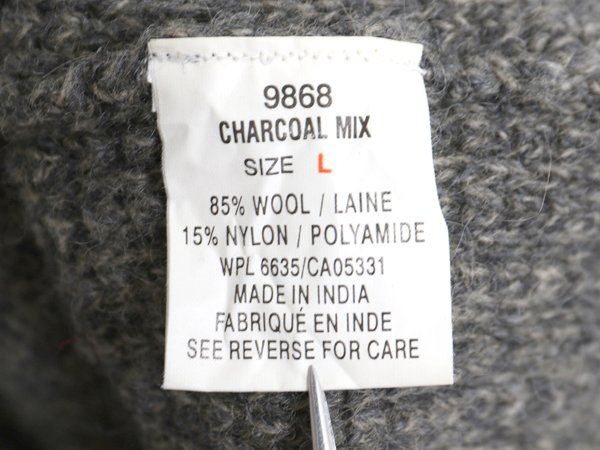 9868
CHARCOAL MIX
SIZE L
85% WOOL / LAINE
15% NYLON / POLYAMIDE
WPL 6635/CA05331
MADE IN INDIA
FABRIQUÉ EN INDE
SEE REVERSE FOR CARE